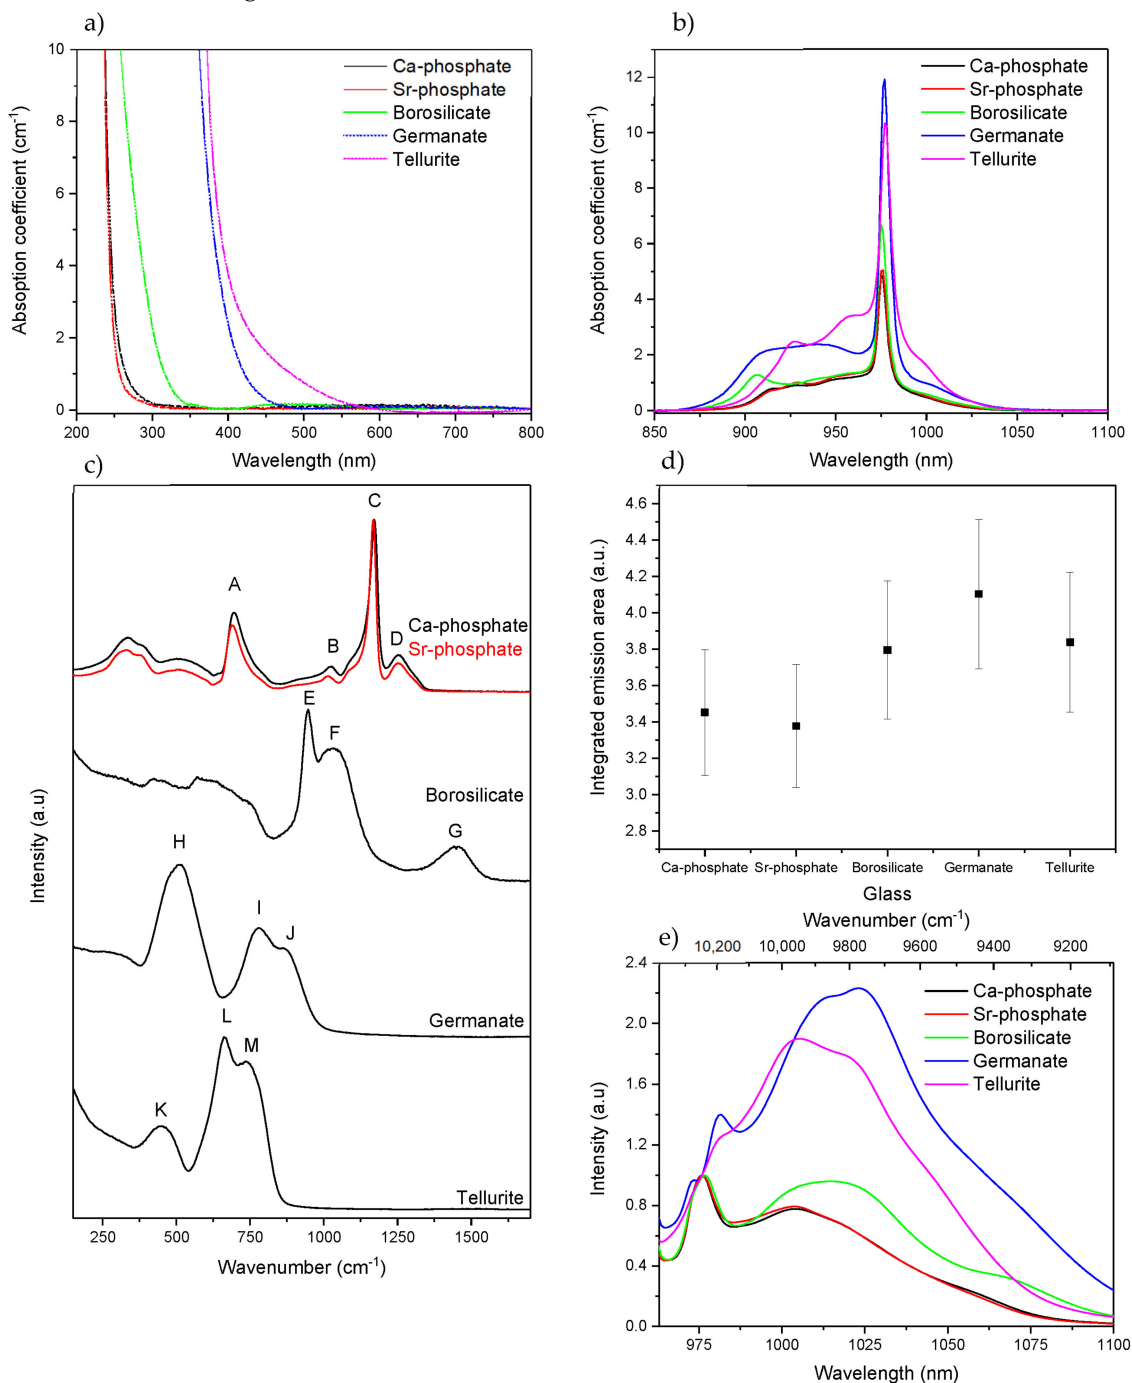 a)
10
8
6
4
2
0
200
300
400
500
600
700
800
Absoption coefficient (cm-1)
Wavelength (nm)
Ca-phosphate
Sr-phosphate
Borosilicate
Germanate
Tellurite
b)
12
10
8
6
4
2
0
850
900
950
1000
1050
1100
Absoption coefficient (cm-1)
Wavelength (nm)
Ca-phosphate
Sr-phosphate
Borosilicate
Germanate
Tellurite
c)
A
B
C
D
Ca-phosphate
Sr-phosphate
E
F
G
Borosilicate
H
I
J
Germanate
K
L
M
Tellurite
250
500
750
1000
1250
1500
Intensity (a.u)
Wavenumber (cm-1)
d)
4.6
4.4
4.2
4.0
3.8
3.6
3.4
3.2
3.0
2.8
Integrated emission area (a.u.)
Ca-phosphate
Sr-phosphate
Borosilicate
Germanate
Tellurite
Glass
Wavenumber (cm-1)
e)
10,200
10,000
9800
9600
9400
9200
2.4
2.0
1.6
1.2
0.8
0.4
0.0
975
1000
1025
1050
1075
1100
Intensity (a.u)
Wavelength (nm)
Ca-phosphate
Sr-phosphate
Borosilicate
Germanate
Tellurite